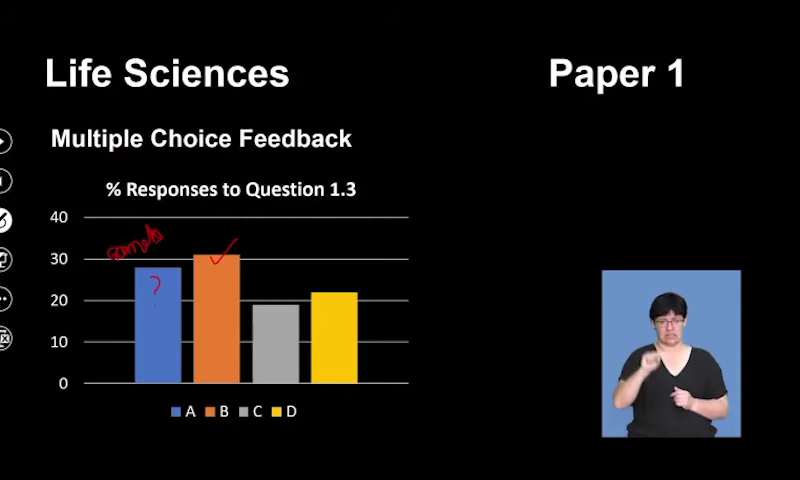 Life Sciences
Paper 1
Multiple Choice Feedback
% Responses to Question 1.3
40
30
20
10
0
?
A B C D